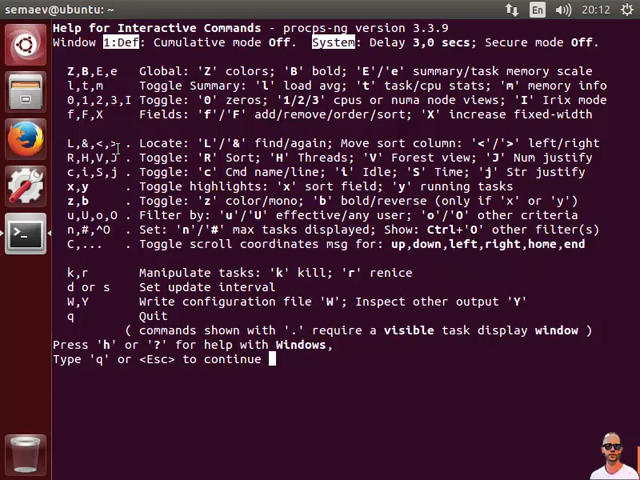 semaev@ubuntu: ~
En
20:12
Help for Interactive Commands - procps-ng version 3.3.9
Window 1:Def: Cumulative mode Off.  System: Delay 3,0 secs; Secure mode Off.
Z,B,E,e   Global: 'Z' colors; 'B' bold; 'E'/'e' summary/task memory scale
l,t,m     Toggle Summary: 'l' load avg; 't' task/cpu stats; 'm' memory info
0,1,2,3,I Toggle: '0' zeros; '1/2/3' cpus or numa node views; 'I' Irix mode
f,F,X     Fields: 'f'/'F' add/remove/order/sort; 'X' increase fixed-width
L,&,<,> . Locate: 'L'/'&' find/again; Move sort column: '<'/'>' left/right
R,H,V,J . Toggle: 'R' Sort; 'H' Threads; 'V' Forest view; 'J' Num justify
c,i,S,j . Toggle: 'c' Cmd name/line; 'i' Idle; 'S' Time; 'j' Str justify
x,y     . Toggle highlights: 'x' sort field; 'y' running tasks
z,b     . Toggle: 'z' color/mono; 'b' bold/reverse (only if 'x' or 'y')
u,U,o,O . Filter by: 'u'/'U' effective/any user; 'o'/'O' other criteria
n,#,^O  . Set: 'n'/'#' max tasks displayed; Show: Ctrl+'O' other filter(s)
C,...   . Toggle scroll coordinates msg for: up,down,left,right,home,end
k,r       Manipulate tasks: 'k' kill; 'r' renice
d or s    Set update interval
W,Y       Write configuration file 'W'; Inspect other output 'Y'
q         Quit
( commands shown with '.' require a visible task display window )
Press 'h' or '?' for help with Windows,
Type 'q' or <Esc> to continue